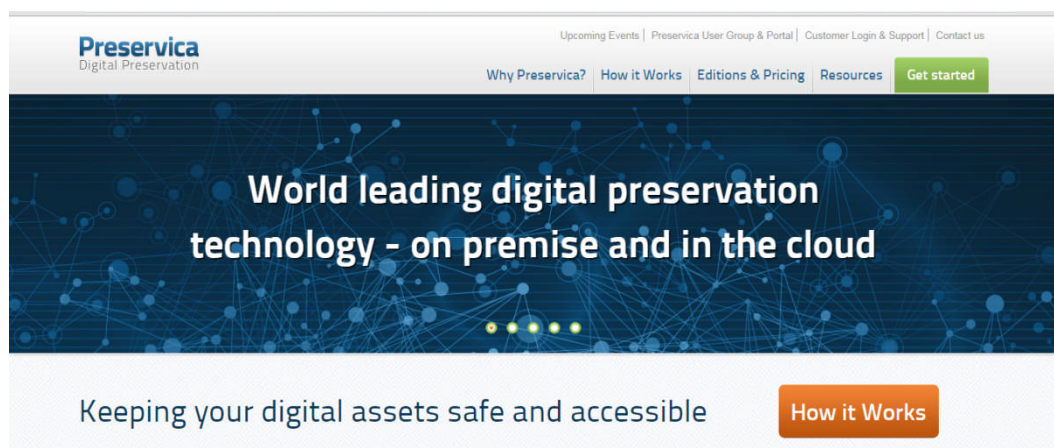 Upcoming Events | Preservica User Group & Portal | Customer Login & Support | Contact us
Preservica
Digital Preservation
Why Preservica? How it Works Editions & Pricing Resources Get started
World leading digital preservation
technology - on premise and in the cloud
Keeping your digital assets safe and accessible How it Works